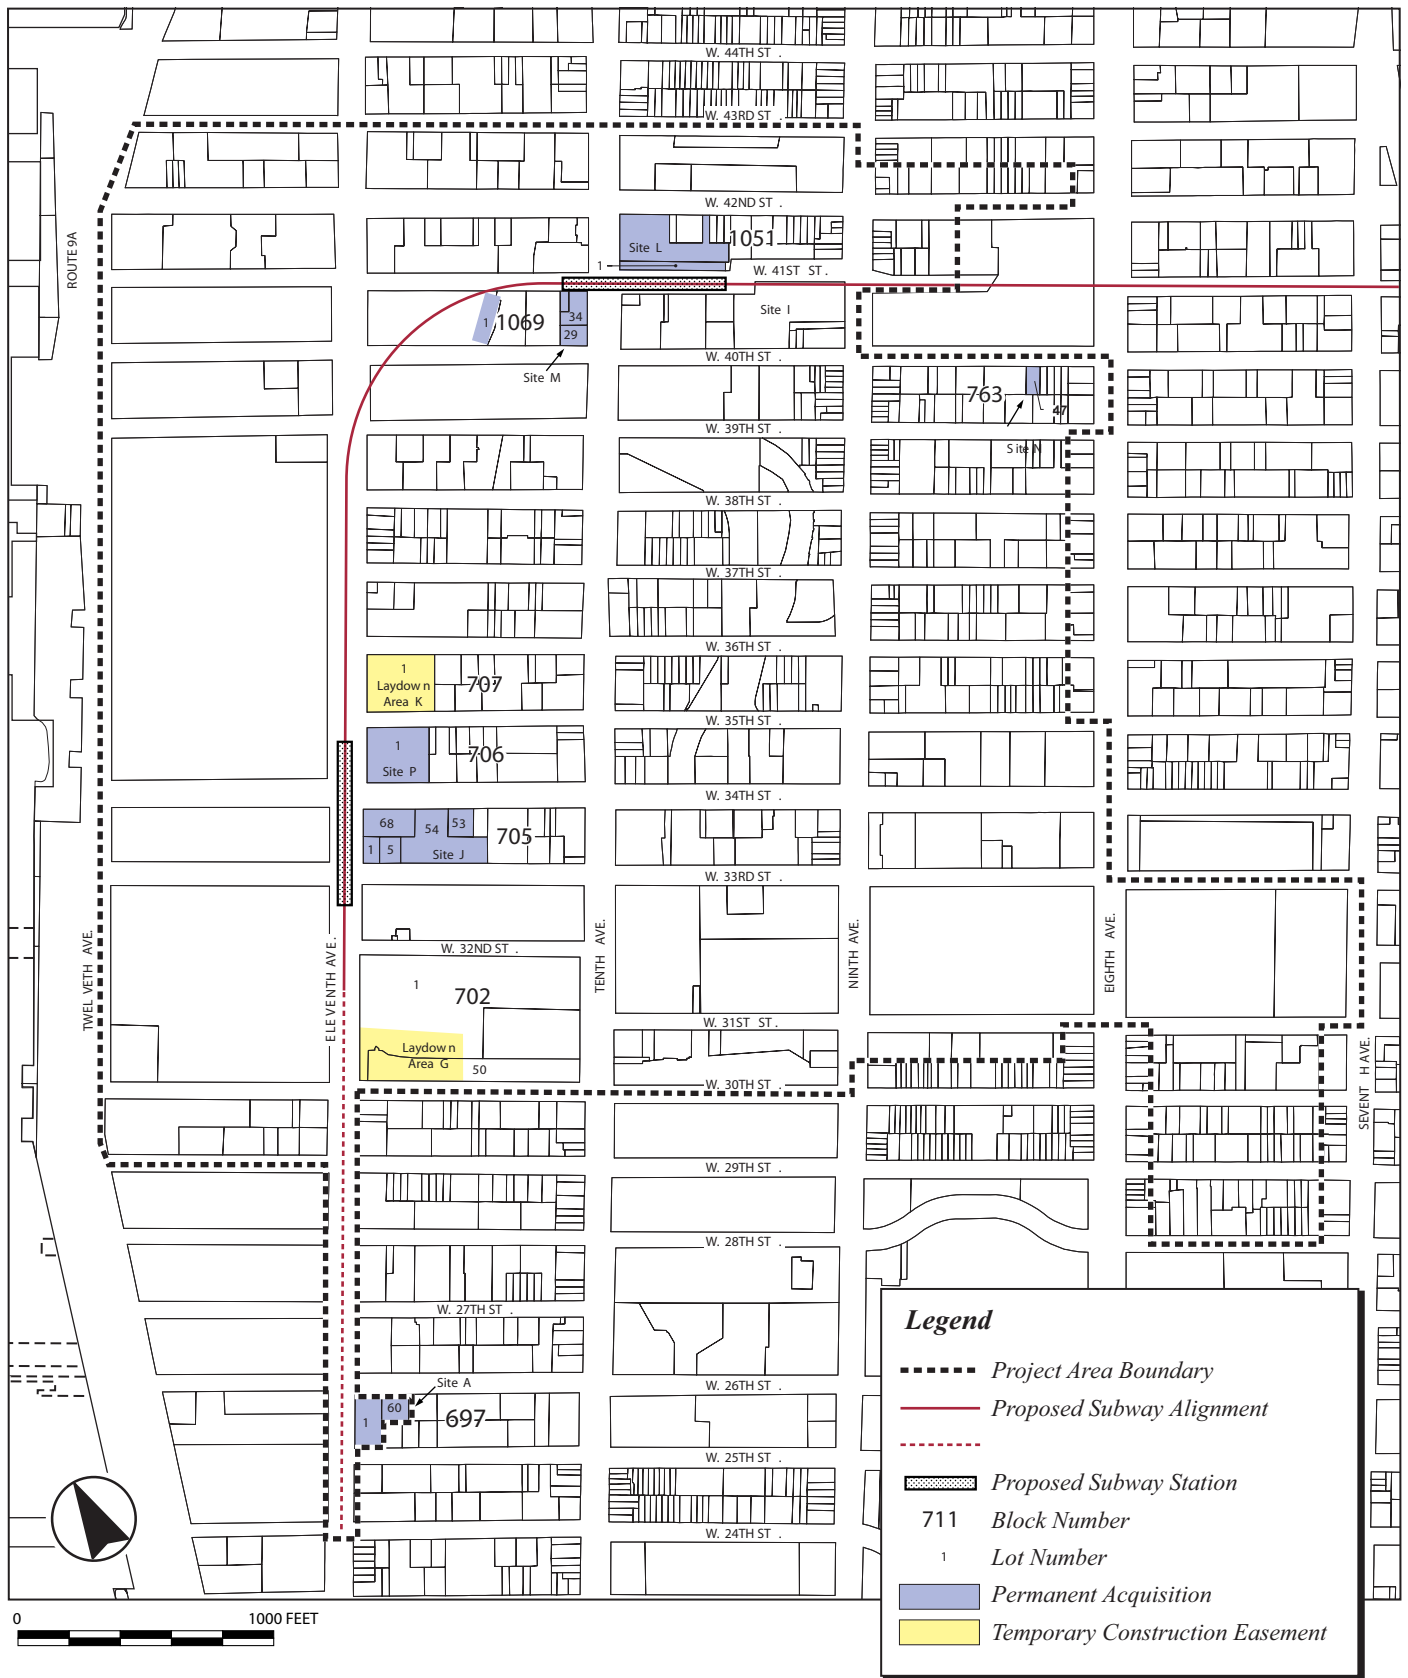 W. 44TH ST .
W. 43RD ST .
W. 42ND ST .
ROUTE 9A
Site L
1051
1
W. 41ST ST .
Site I
1
1069
34
29
W. 40TH ST .
Site M
763
47
W. 39TH ST .
Site N
W. 38TH ST .
W. 37TH ST .
W. 36TH ST .
1
Laydown
Area K
707
W. 35TH ST .
1
Site P
706
W. 34TH ST .
68
54
53
1
5
Site J
705
W. 33RD ST .
TWEL VETH AVE.
ELEVENTH AVE.
TENTH AVE.
NINTH AVE.
EIGHTH AVE.
SEVENT H AVE.
W. 32ND ST .
1
702
W. 31ST ST .
Laydown
Area G
50
W. 30TH ST .
W. 29TH ST .
W. 28TH ST .
W. 27TH ST .
Site A
W. 26TH ST .
1
60
697
W. 25TH ST .
W. 24TH ST .
Legend
Project Area Boundary
Proposed Subway Alignment
Proposed Subway Station
711 Block Number
1 Lot Number
Permanent Acquisition
Temporary Construction Easement
0 1000 FEET